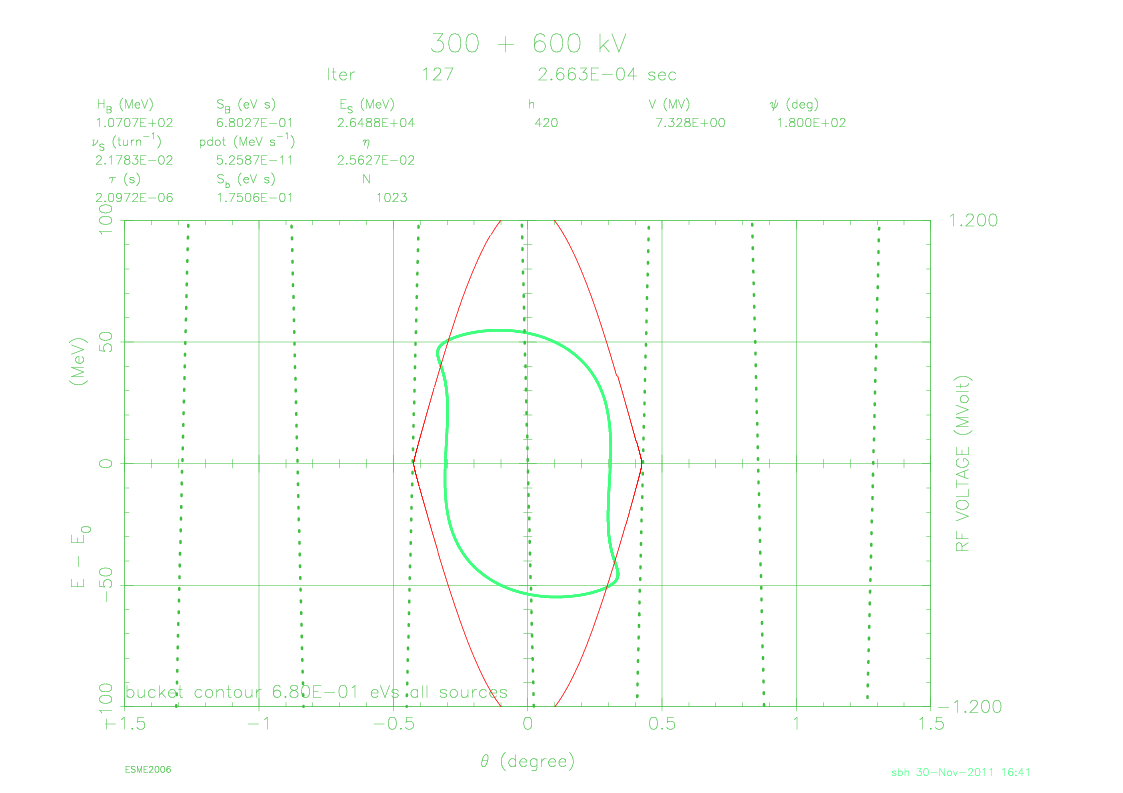 300 + 600 kV
Iter 127 2.663E−04 sec
H_B (MeV) S_B (eV s) E_S (MeV) h V (MV) ψ (deg)
1.0707E+02 6.8027E−01 2.6488E+04 420 7.328E+00 1.800E+02
ν_S (turn⁻¹) pdot (MeV s⁻¹) η
2.1783E−02 5.2587E−11 2.5627E−02
τ (s) S_b (eV s) N
2.0972E−06 1.7506E−01 1023
100 1.200
50
0
−50
−100 −1.200
E − E_0 (MeV)
RF VOLTAGE (MVolt)
bucket contour 6.80E−01 eVs all sources
−1.5 −1 −0.5 0 0.5 1 1.5
θ (degree)
ESME2006 sbh 30−Nov−2011 16:41